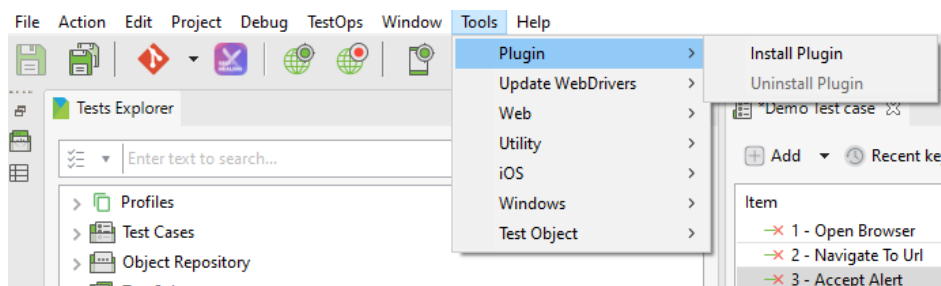 File Action Edit Project Debug TestOps Window Tools Help
Plugin
Install Plugin
Update WebDrivers
Uninstall Plugin
Tests Explorer
Web
*Demo Test case
Enter text to search...
Utility
Add
Recent
iOS
Profiles
Windows
Item
Test Cases
Test Object
1 - Open Browser
Object Repository
2 - Navigate To Url
3 - Accept Alert